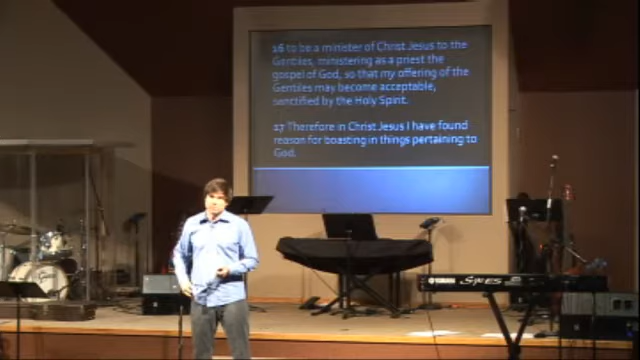 16 to be a minister of Christ Jesus to the
Gentiles, ministering as a priest the
gospel of God, so that my offering of the
Gentiles may become acceptable,
sanctified by the Holy Spirit.
17 Therefore in Christ Jesus I have found
reason for boasting in things pertaining to
God.
YAMAHA